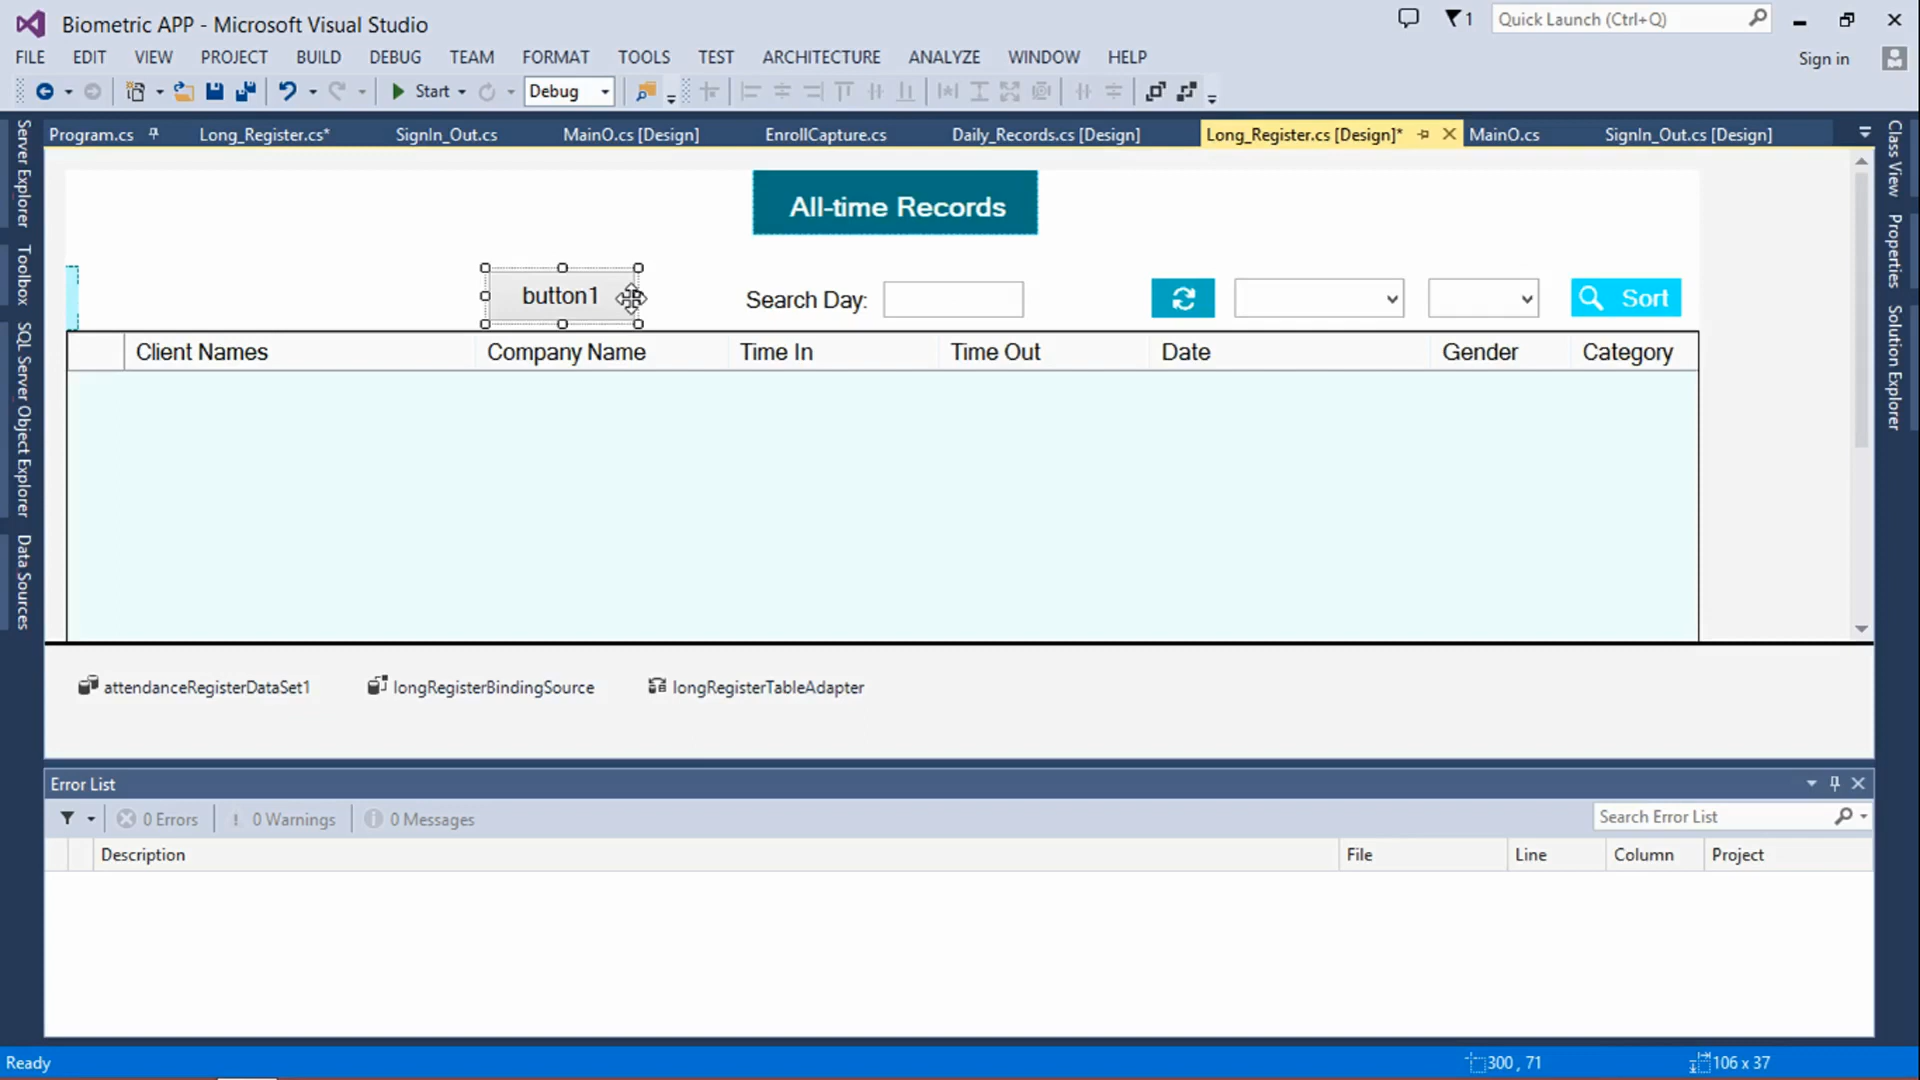 Biometric APP - Microsoft Visual Studio
1
Quick Launch (Ctrl+Q)
FILE EDIT VIEW PROJECT BUILD DEBUG TEAM FORMAT TOOLS TEST ARCHITECTURE ANALYZE WINDOW HELP
Sign in
Start
Debug
Program.cs Long_Register.cs* SignIn_Out.cs MainO.cs [Design] EnrollCapture.cs Daily_Records.cs [Design] Long_Register.cs [Design]* MainO.cs SignIn_Out.cs [Design]
Server Explorer
Toolbox
SQL Server Object Explorer
Data Sources
Class View
Properties
Solution Explorer
All-time Records
button1
Search Day:
Sort
Client Names Company Name Time In Time Out Date Gender Category
attendanceRegisterDataSet1 longRegisterBindingSource longRegisterTableAdapter
Error List
0 Errors 0 Warnings 0 Messages
Search Error List
Description File Line Column Project
Ready
300 , 71
106 x 37